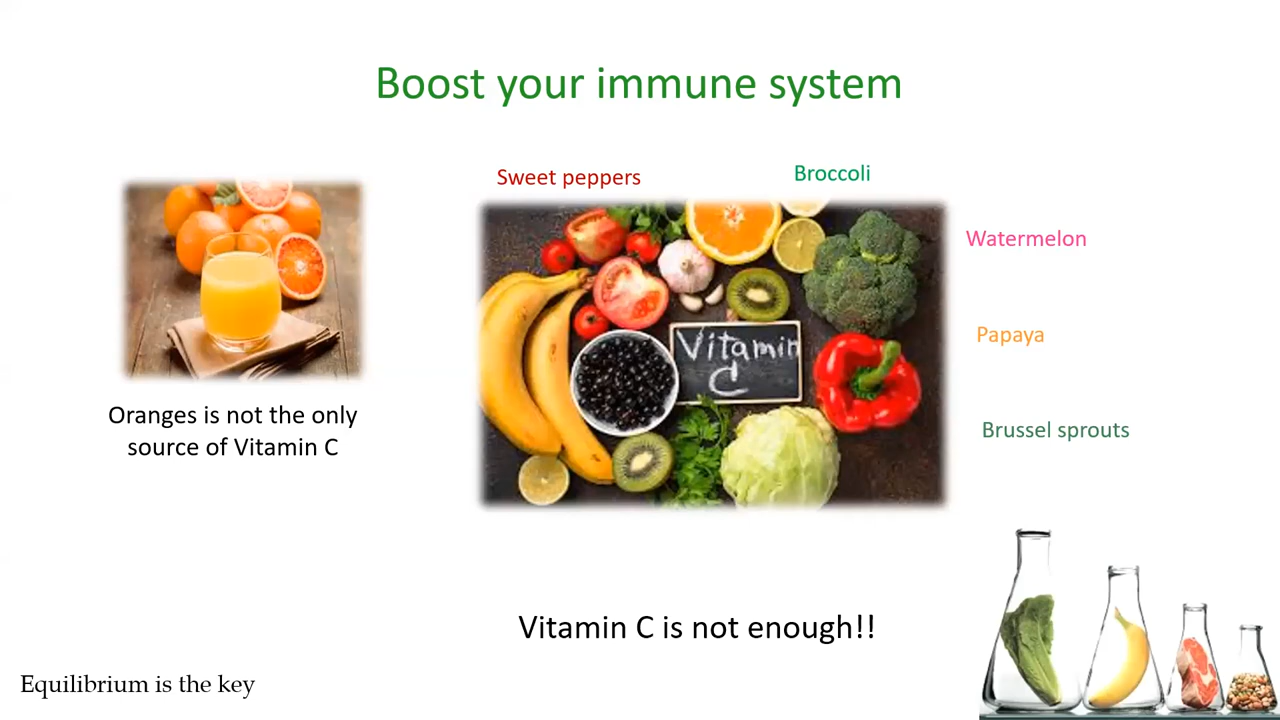 Boost your immune system
Sweet peppers
Broccoli
Watermelon
Vitamin
C
Papaya
Oranges is not the only
source of Vitamin C
Brussel sprouts
Vitamin C is not enough!!
Equilibrium is the key